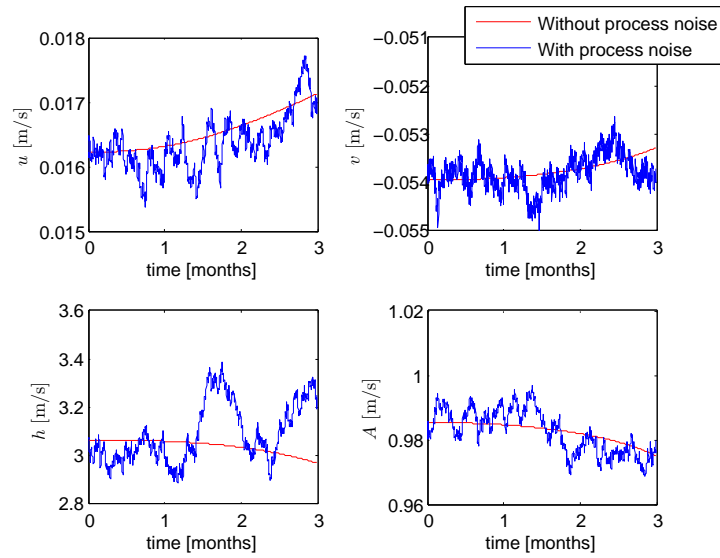 Without process noise
With process noise
0.018
0.017
0.016
0.015
u [m/s]
0 1 2 3
time [months]
−0.051
−0.052
−0.053
−0.054
−0.055
v [m/s]
0 1 2 3
time [months]
3.6
3.4
3.2
3
2.8
h [m/s]
0 1 2 3
time [months]
1.02
1
0.98
0.96
A [m/s]
0 1 2 3
time [months]